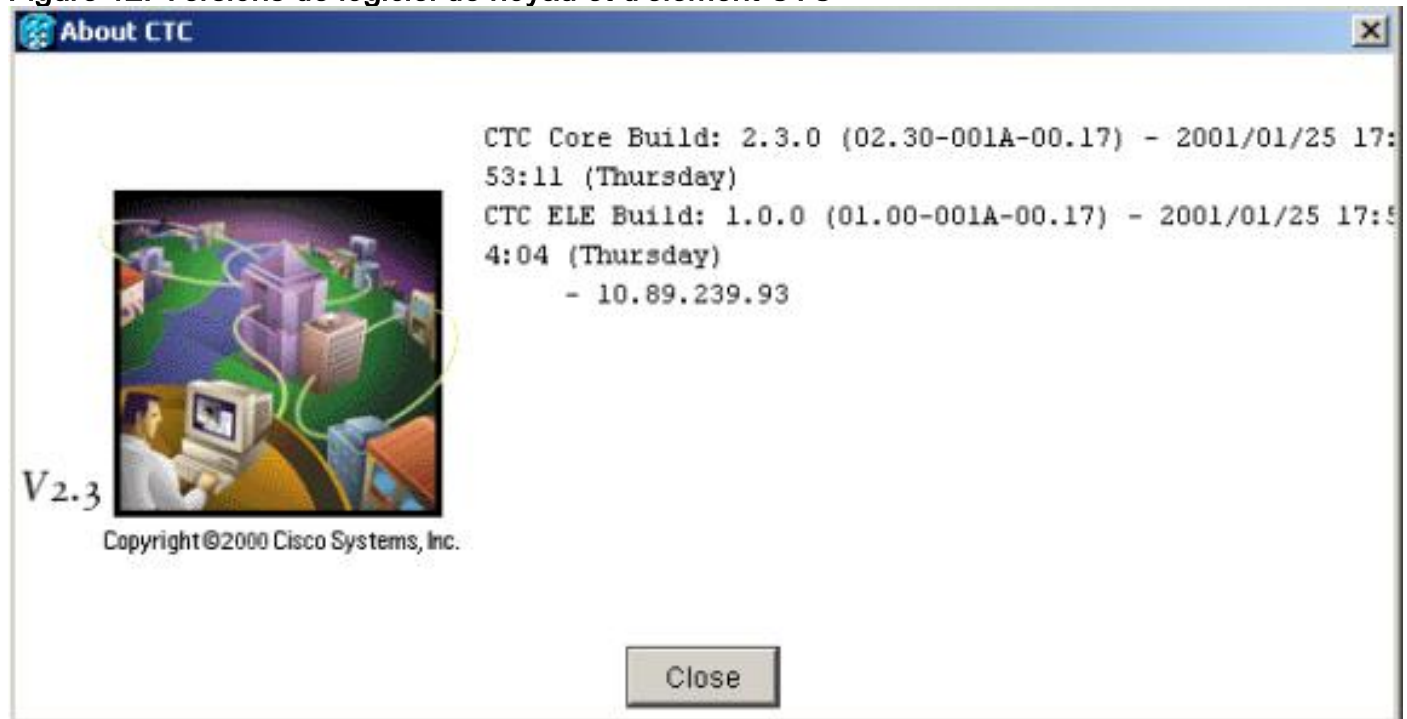 About CTC
CTC Core Build: 2.3.0 (02.30-001A-00.17) - 2001/01/25 17:
53:11 (Thursday)
CTC ELE Build: 1.0.0 (01.00-001A-00.17) - 2001/01/25 17:5
4:04 (Thursday)
- 10.89.239.93
V2.3
Copyright©2000 Cisco Systems, Inc.
Close